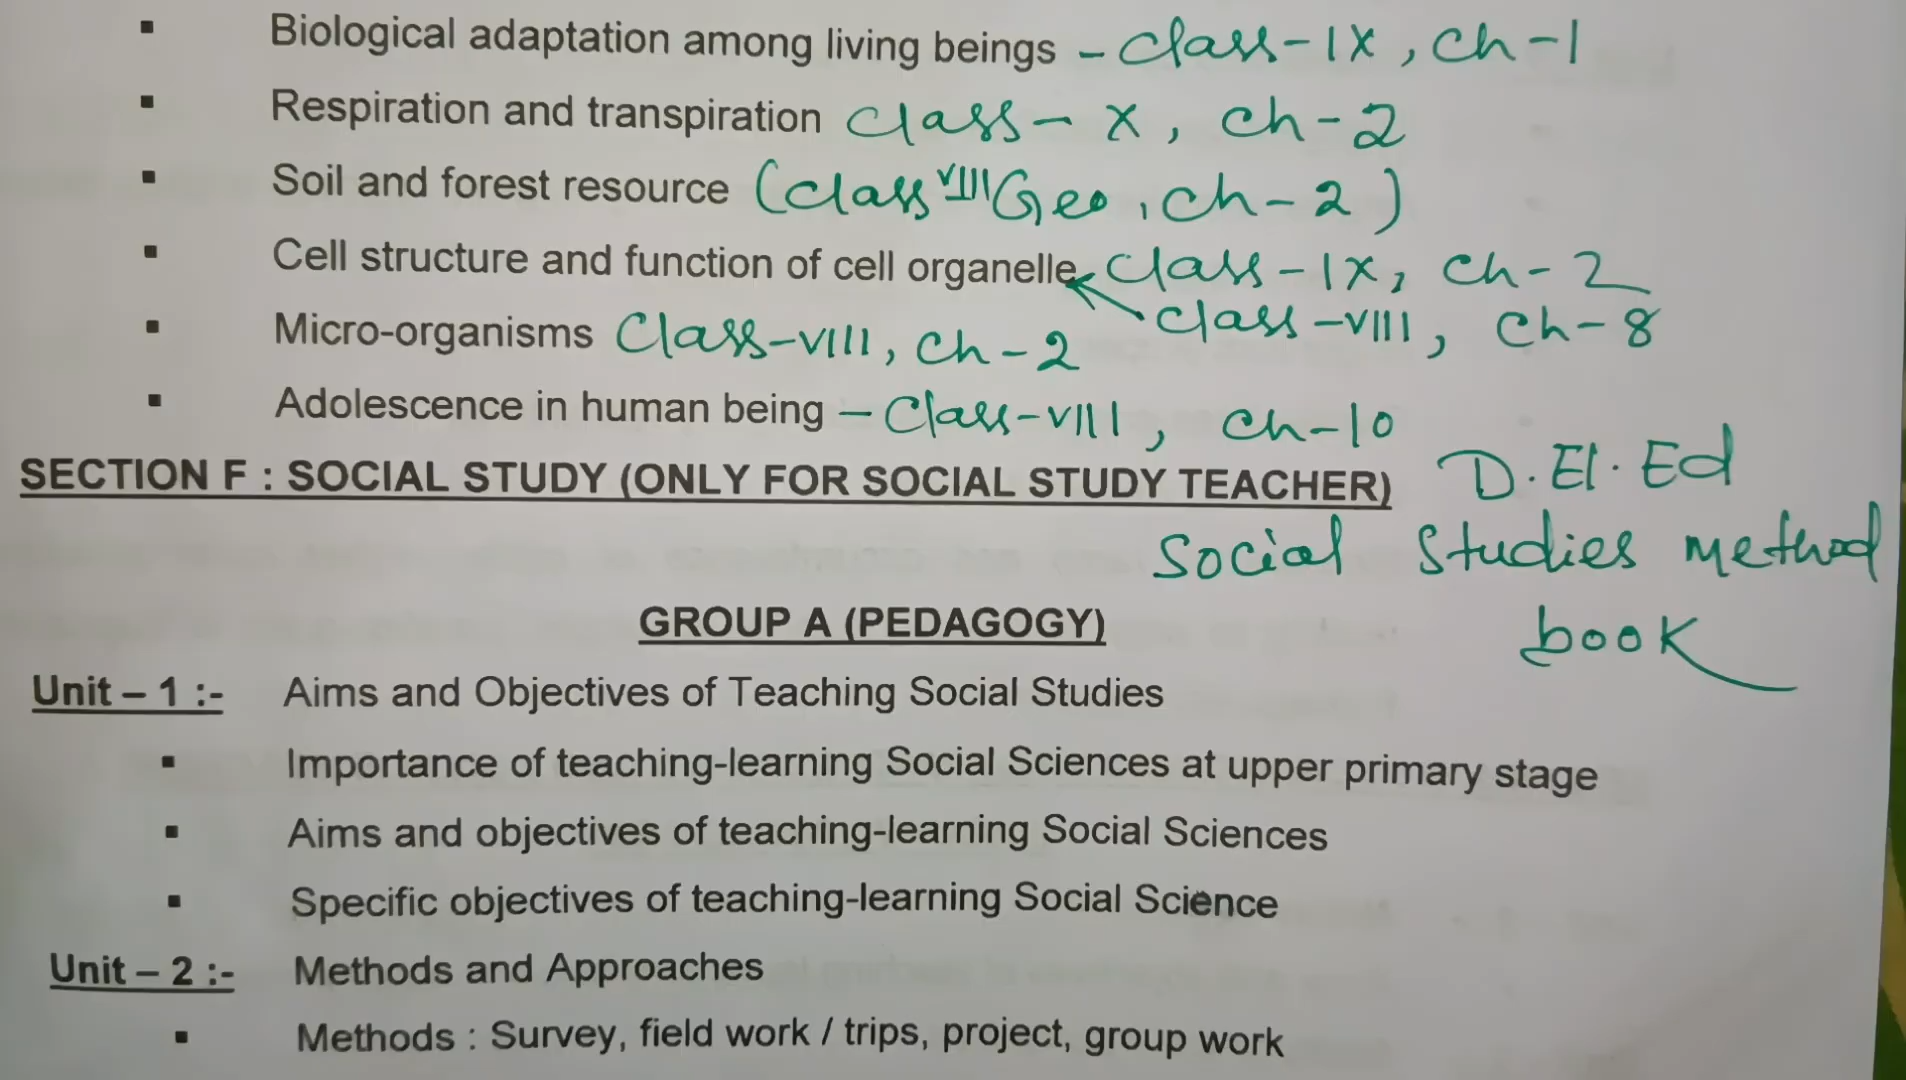 ▪ Biological adaptation among living beings - class-IX, ch-1
▪ Respiration and transpiration class-X, ch-2
▪ Soil and forest resource (class VIII Geo, ch-2)
▪ Cell structure and function of cell organelle class-IX, ch-2
class-VIII, ch-8
▪ Micro-organisms Class-VIII, ch-2
▪ Adolescence in human being - Class-VIII, ch-10
SECTION F : SOCIAL STUDY (ONLY FOR SOCIAL STUDY TEACHER) D.El.Ed
Social Studies method
book
GROUP A (PEDAGOGY)
Unit – 1 :- Aims and Objectives of Teaching Social Studies
▪ Importance of teaching-learning Social Sciences at upper primary stage
▪ Aims and objectives of teaching-learning Social Sciences
▪ Specific objectives of teaching-learning Social Science
Unit – 2 :- Methods and Approaches
▪ Methods : Survey, field work / trips, project, group work